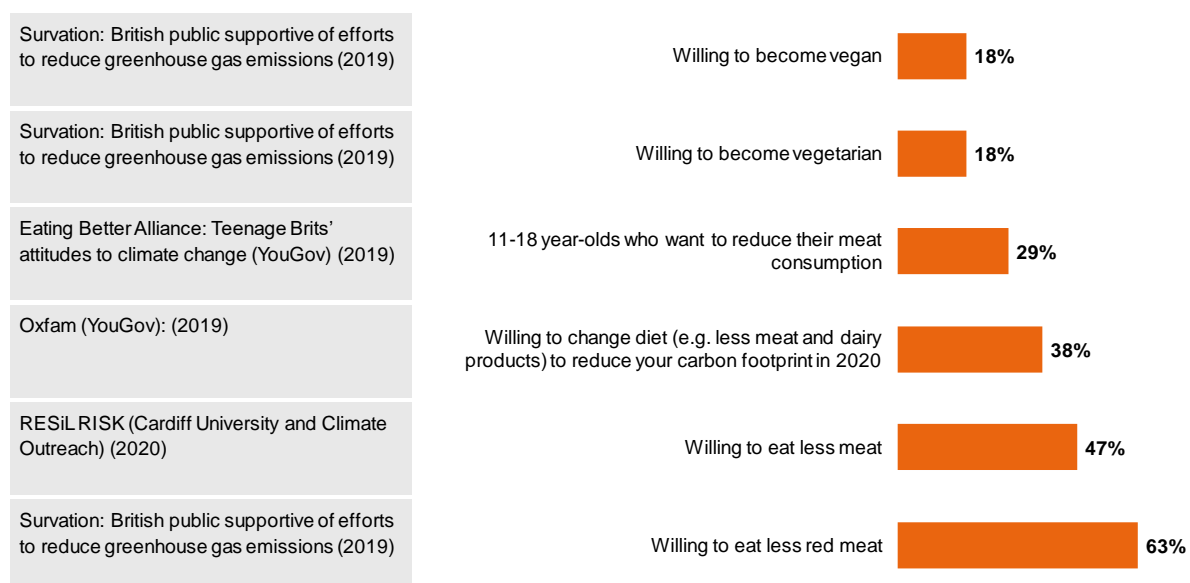 Survation: British public supportive of efforts
to reduce greenhouse gas emissions (2019)
Willing to become vegan
18%
Survation: British public supportive of efforts
to reduce greenhouse gas emissions (2019)
Willing to become vegetarian
18%
Eating Better Alliance: Teenage Brits’
attitudes to climate change (YouGov) (2019)
11-18 year-olds who want to reduce their meat
consumption
29%
Oxfam (YouGov): (2019)
Willing to change diet (e.g. less meat and dairy
products) to reduce your carbon footprint in 2020
38%
RESiL RISK (Cardiff University and Climate
Outreach) (2020)
Willing to eat less meat
47%
Survation: British public supportive of efforts
to reduce greenhouse gas emissions (2019)
Willing to eat less red meat
63%